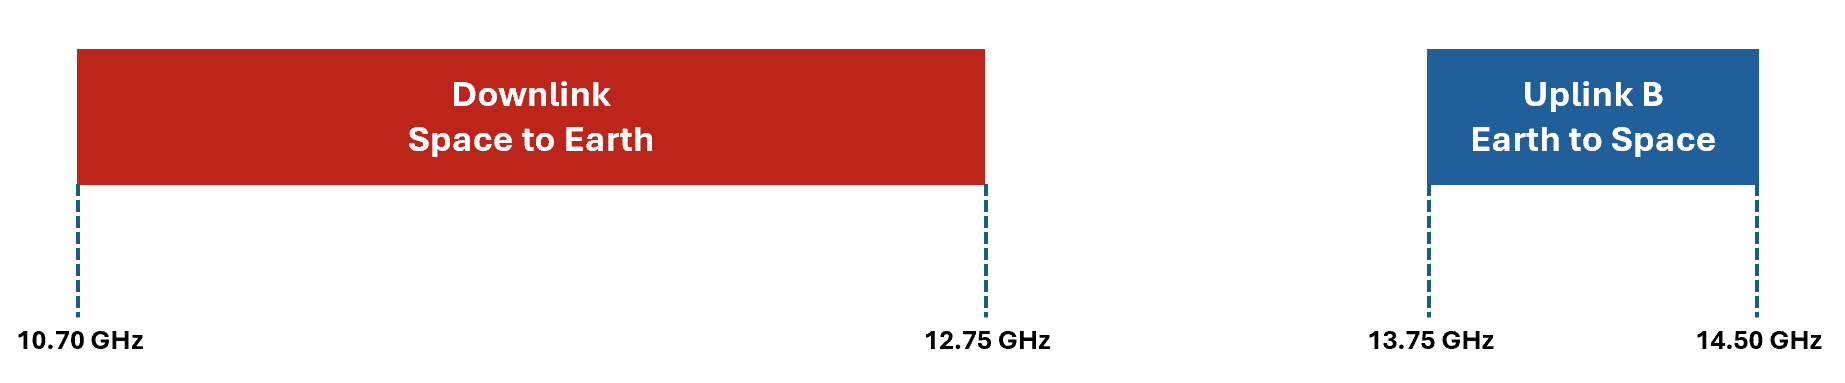 Downlink
Space to Earth
Uplink B
Earth to Space
10.70 GHz
12.75 GHz
13.75 GHz
14.50 GHz